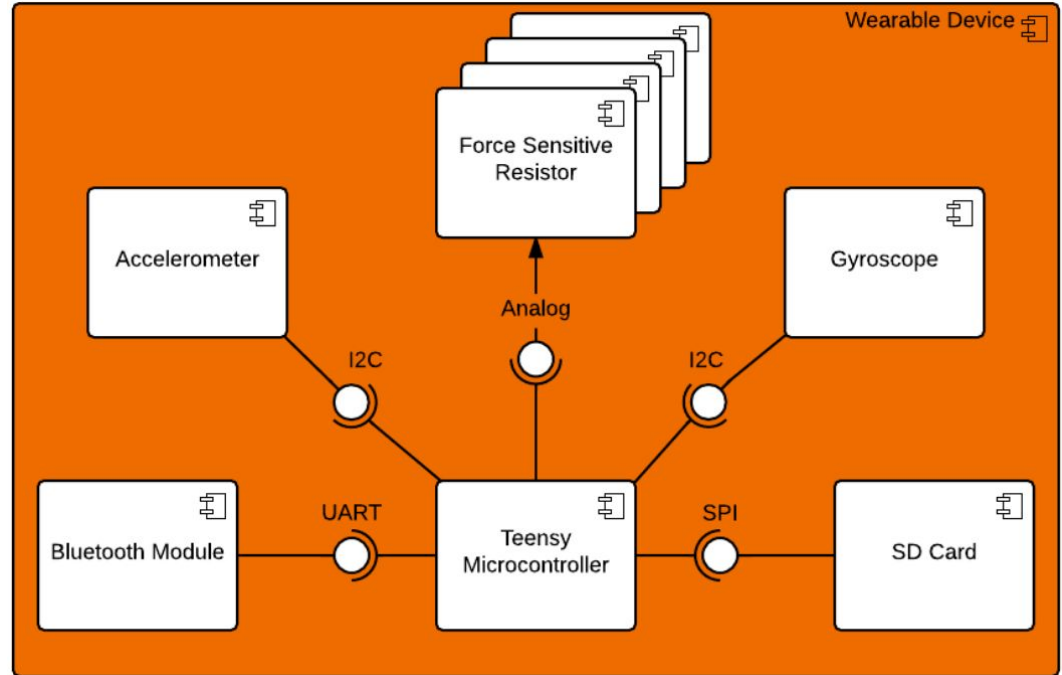 Wearable Device
Force Sensitive
Resistor
Accelerometer
Gyroscope
Analog
I2C
I2C
UART
SPI
Bluetooth Module
Teensy
Microcontroller
SD Card